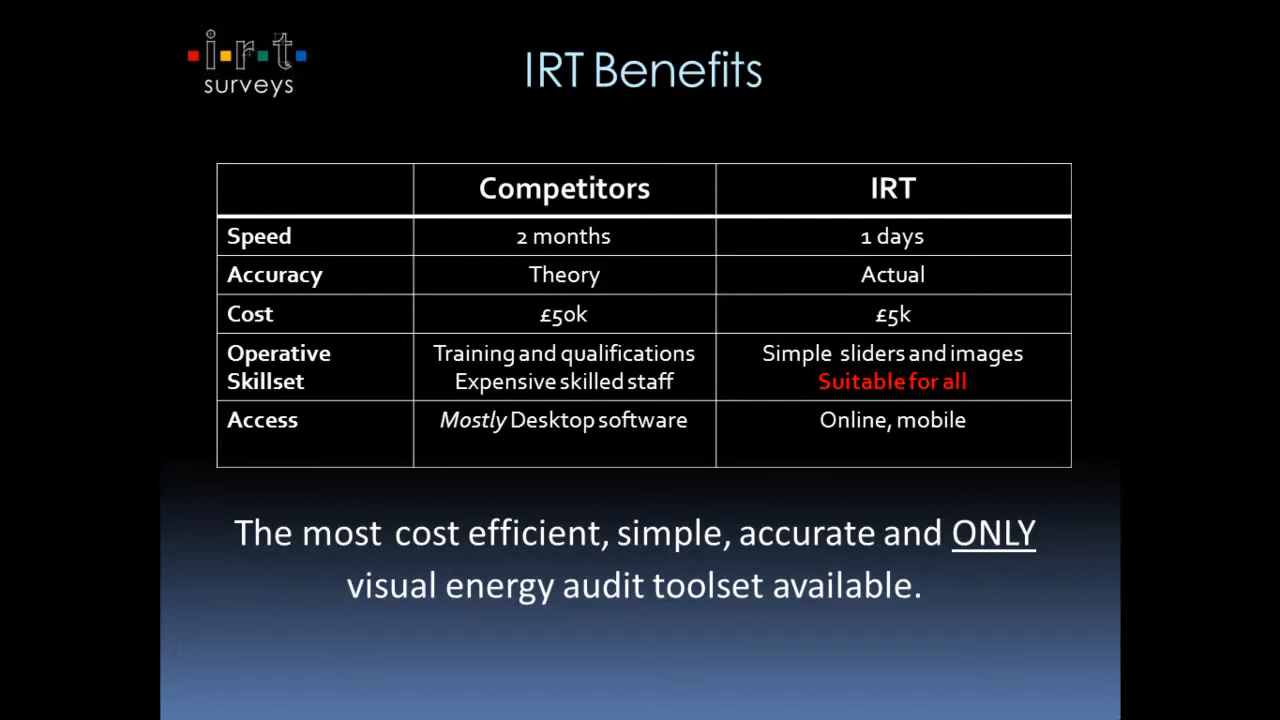 i.r.t
surveys
IRT Benefits
Competitors IRT
Speed 2 months 1 days
Accuracy Theory Actual
Cost £50k £5k
Operative Training and qualifications Simple sliders and images
Skillset Expensive skilled staff Suitable for all
Access Mostly Desktop software Online, mobile
The most cost efficient, simple, accurate and ONLY
visual energy audit toolset available.